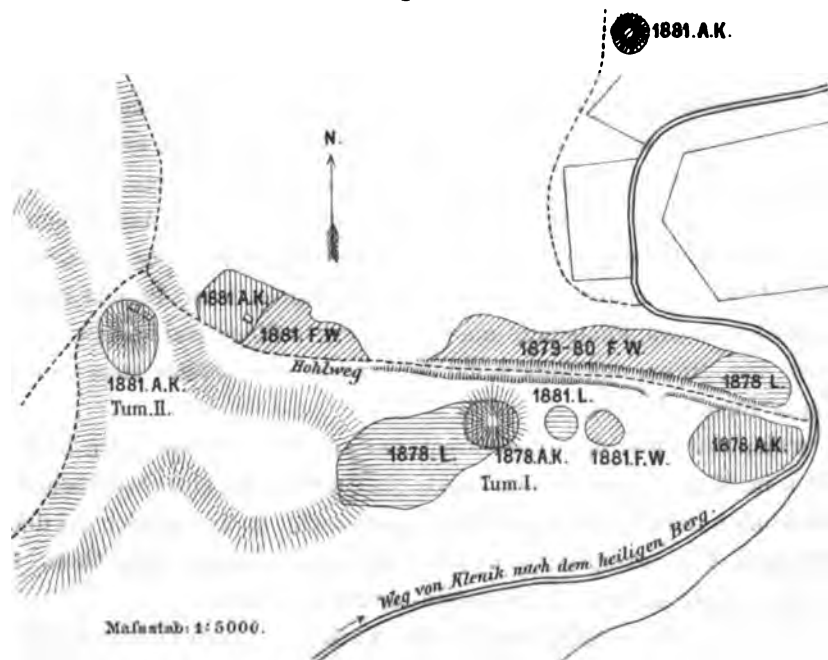 1881.A.K.
N.
1881.A.K.
1881.F.W.
1881.A.K.
Tum.II.
Hohlweg
1879-80 F.W.
1878 L.
1881.L.
1878.L.
1878.A.K.
Tum.I.
1881.F.W.
1878.A.K.
Weg von Klenik nach dem heiligen Berg.
Mafsstab: 1:5000.